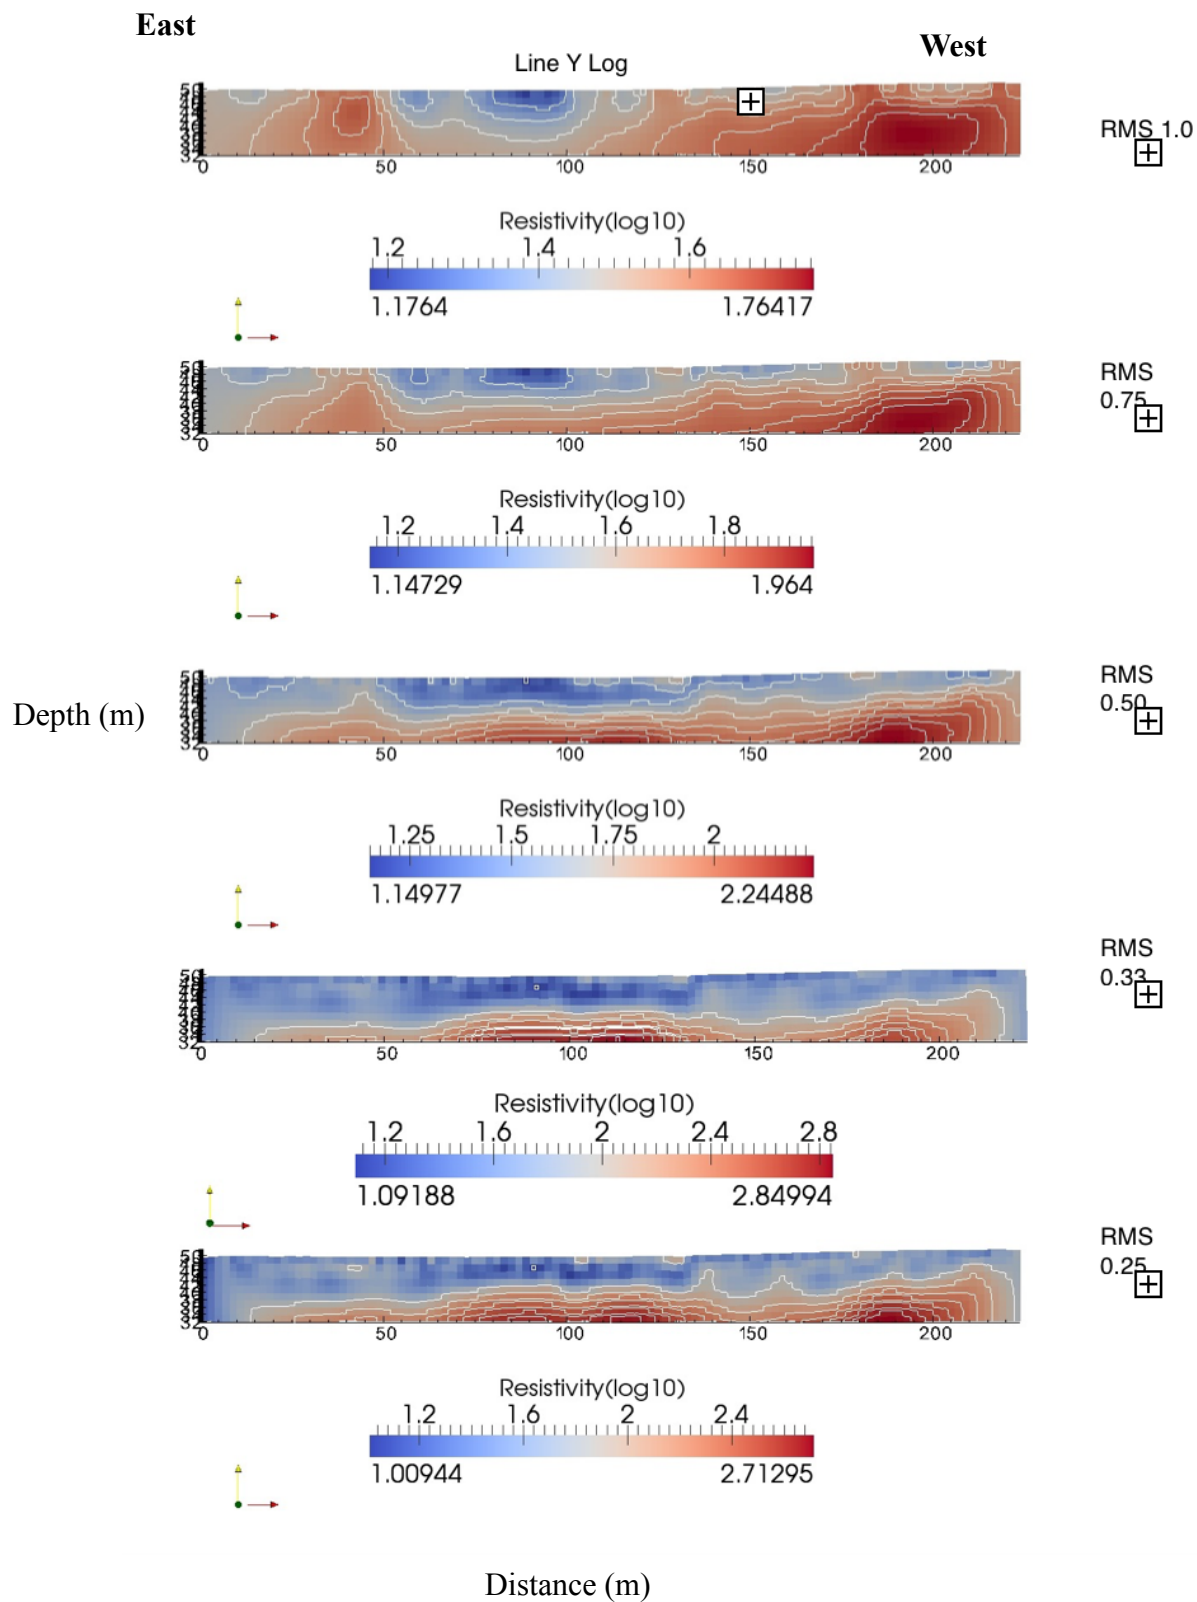 East
West
Line Y Log
RMS 1.0
0 50 100 150 200
Resistivity(log10)
1.2 1.4 1.6
1.1764 1.76417
RMS
0.75
0 50 100 150 200
Resistivity(log10)
1.2 1.4 1.6 1.8
1.14729 1.964
RMS
0.50
Depth (m)
0 50 100 150 200
Resistivity(log10)
1.25 1.5 1.75 2
1.14977 2.24488
RMS
0.33
0 50 100 150 200
Resistivity(log10)
1.2 1.6 2 2.4 2.8
1.09188 2.84994
RMS
0.25
0 50 100 150 200
Resistivity(log10)
1.2 1.6 2 2.4
1.00944 2.71295
Distance (m)